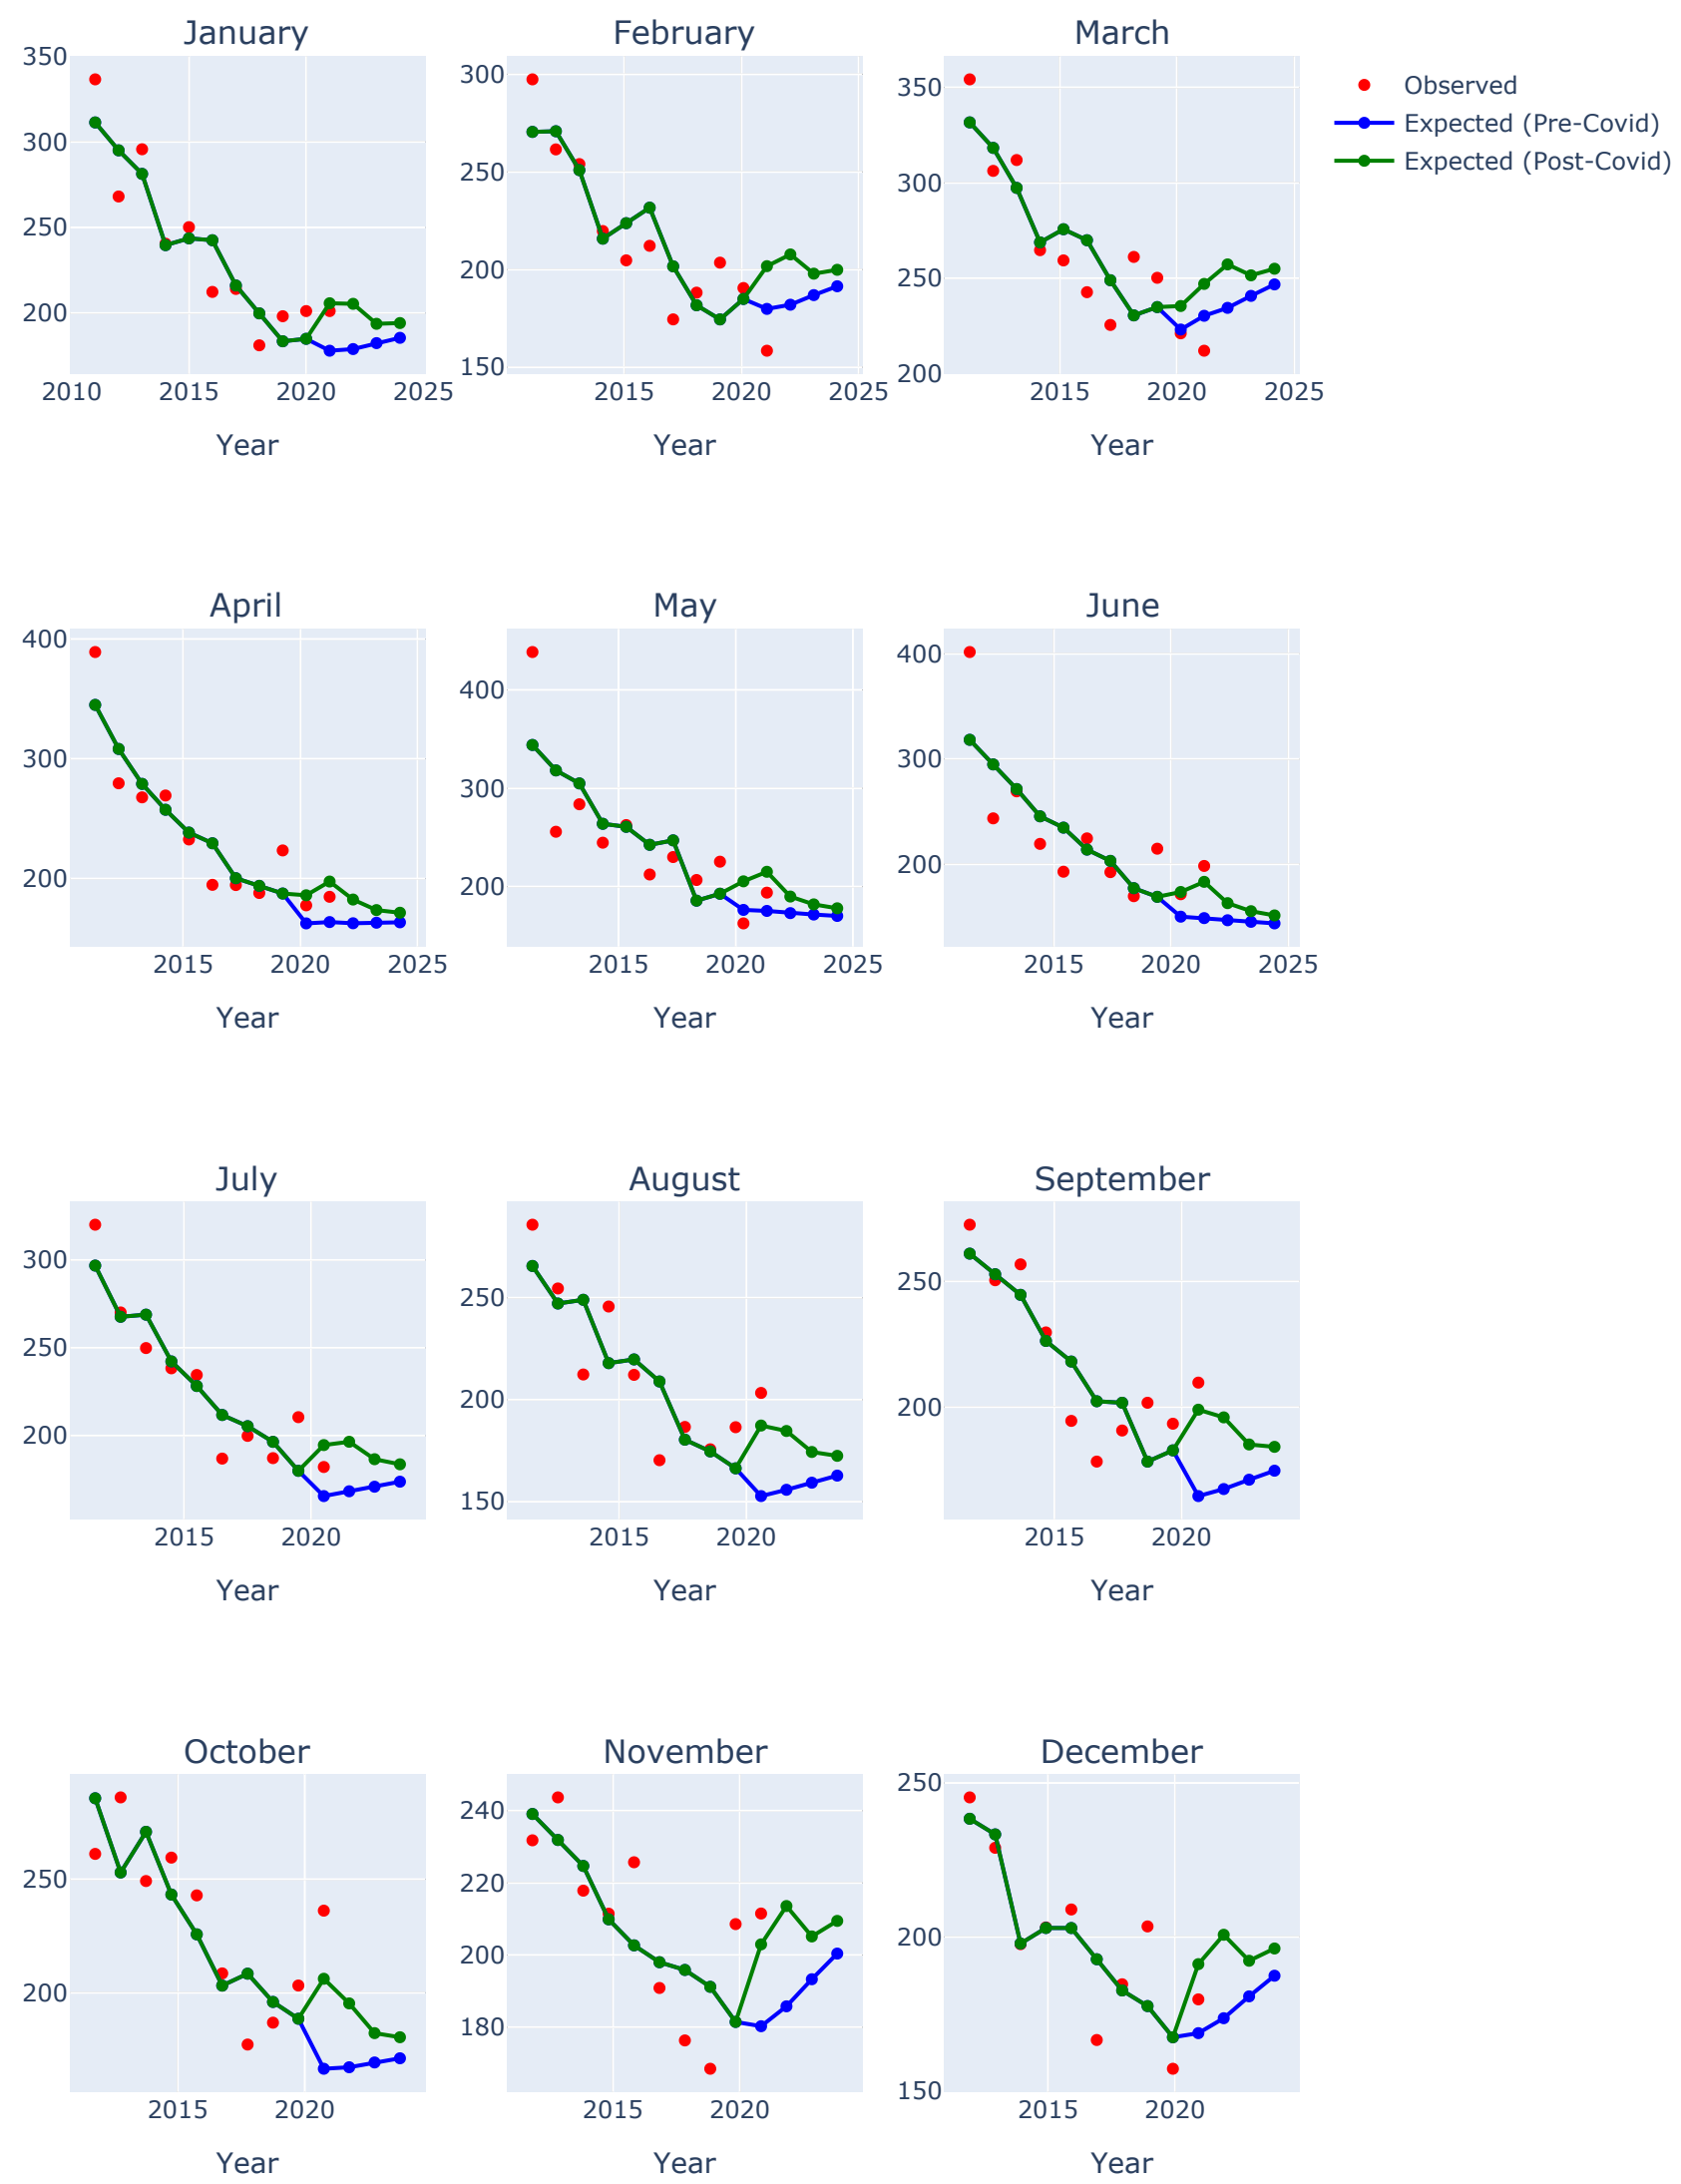 January February March
350
300
250
200
2010 2015 2020 2025
Year
300
250
200
150
2015 2020 2025
Year
350
300
250
200
2015 2020 2025
Year
Observed
Expected (Pre-Covid)
Expected (Post-Covid)
April May June
400
300
200
2015 2020 2025
Year
400
300
200
2015 2020 2025
Year
400
300
200
2015 2020 2025
Year
July August September
300
250
200
2015 2020
Year
250
200
150
2015 2020
Year
250
200
2015 2020
Year
October November December
250
200
2015 2020
Year
240
220
200
180
2015 2020
Year
250
200
150
2015 2020
Year